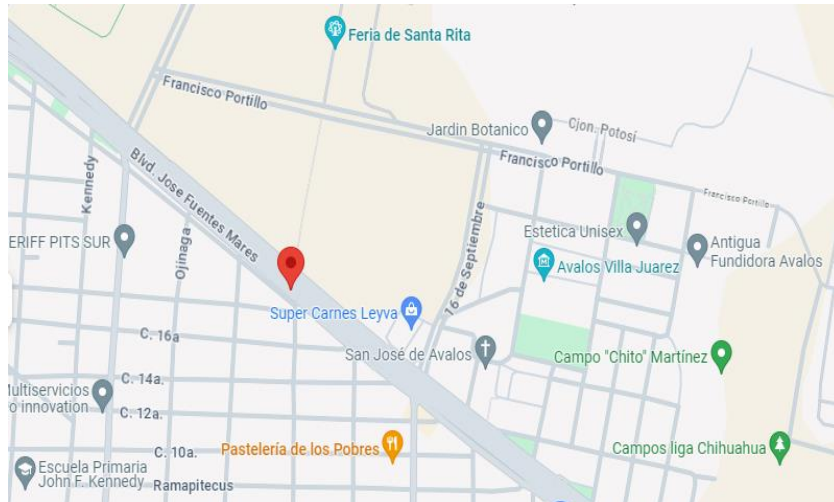 Feria de Santa Rita
Francisco Portillo
Jardin Botanico
Cjon. Potosí
Francisco Portillo
Blvd. Jose Fuentes Mares
Kennedy
Francisco Portillo
16 de Septiembre
Estetica Unisex
ERIFF PITS SUR
Ojinaga
Antigua
Fundidora Avalos
Avalos Villa Juarez
Super Carnes Leyva
C. 16a
San José de Avalos
Campo "Chito" Martínez
C. 14a.
Multiservicios
o innovation
C. 12a.
Pastelería de los Pobres
C. 10a.
Campos liga Chihuahua
Escuela Primaria
John F. Kennedy
Ramapitecus